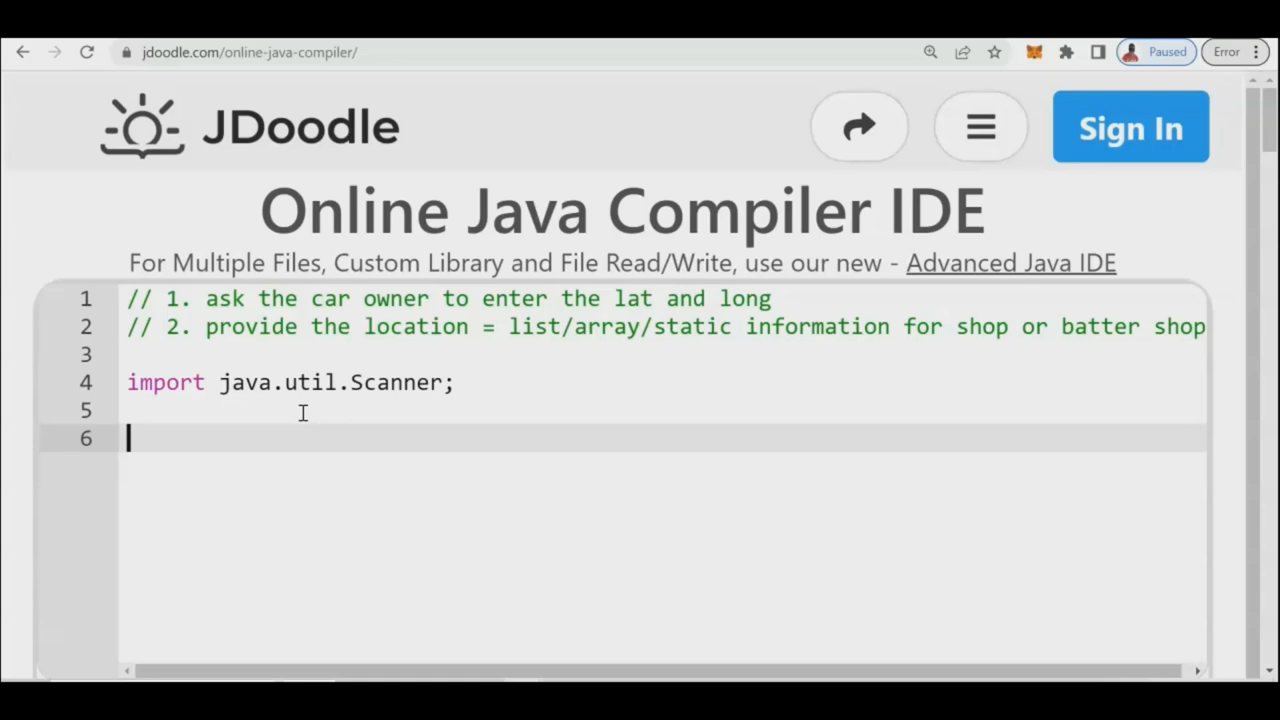 jdoodle.com/online-java-compiler/
Paused
Error
JDoodle
Sign In
Online Java Compiler IDE
For Multiple Files, Custom Library and File Read/Write, use our new - Advanced Java IDE
1 // 1. ask the car owner to enter the lat and long
2 // 2. provide the location = list/array/static information for shop or batter shop
3
4 import java.util.Scanner;
5
6